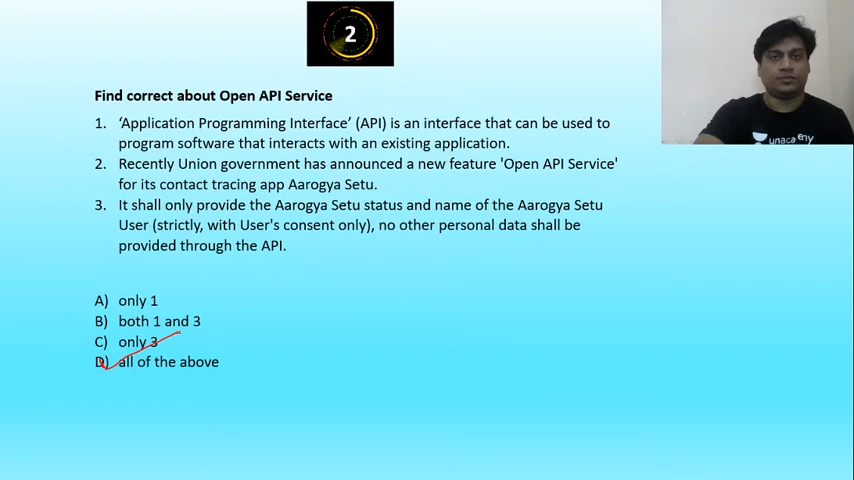 2
Find correct about Open API Service
1. 'Application Programming Interface' (API) is an interface that can be used to
program software that interacts with an existing application.
2. Recently Union government has announced a new feature 'Open API Service'
for its contact tracing app Aarogya Setu.
3. It shall only provide the Aarogya Setu status and name of the Aarogya Setu
User (strictly, with User's consent only), no other personal data shall be
provided through the API.
A) only 1
B) both 1 and 3
C) only 3
D) all of the above
unacademy